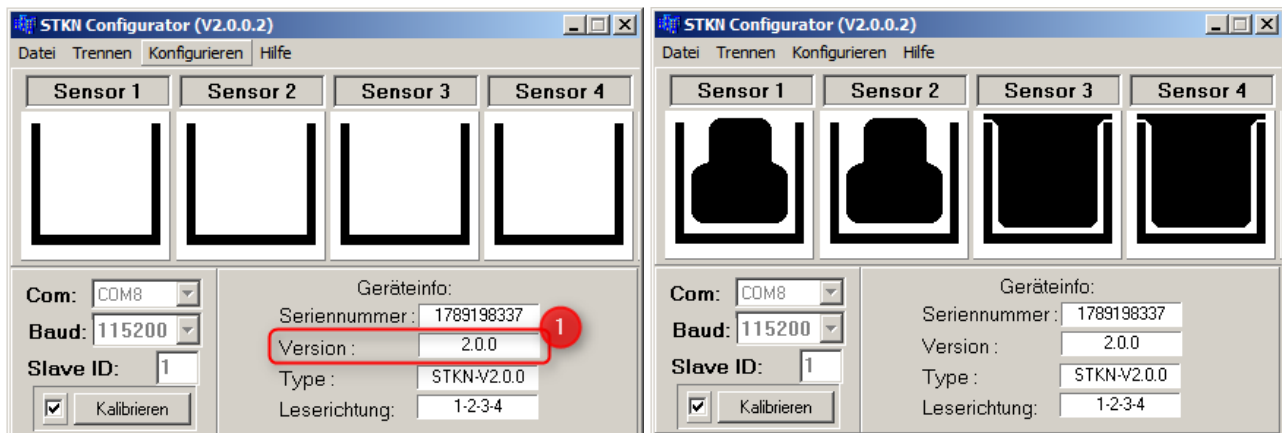 STKN Configurator (V2.0.0.2)
Datei Trennen Konfigurieren Hilfe
Sensor 1 Sensor 2 Sensor 3 Sensor 4
Com: COM8
Baud: 115200
Slave ID: 1
Kalibrieren
Geräteinfo:
Seriennummer : 1789198337
Version : 2.0.0
1
Type : STKN-V2.0.0
Leserichtung: 1-2-3-4
STKN Configurator (V2.0.0.2)
Datei Trennen Konfigurieren Hilfe
Sensor 1 Sensor 2 Sensor 3 Sensor 4
Com: COM8
Baud: 115200
Slave ID: 1
Kalibrieren
Geräteinfo:
Seriennummer : 1789198337
Version : 2.0.0
Type : STKN-V2.0.0
Leserichtung: 1-2-3-4